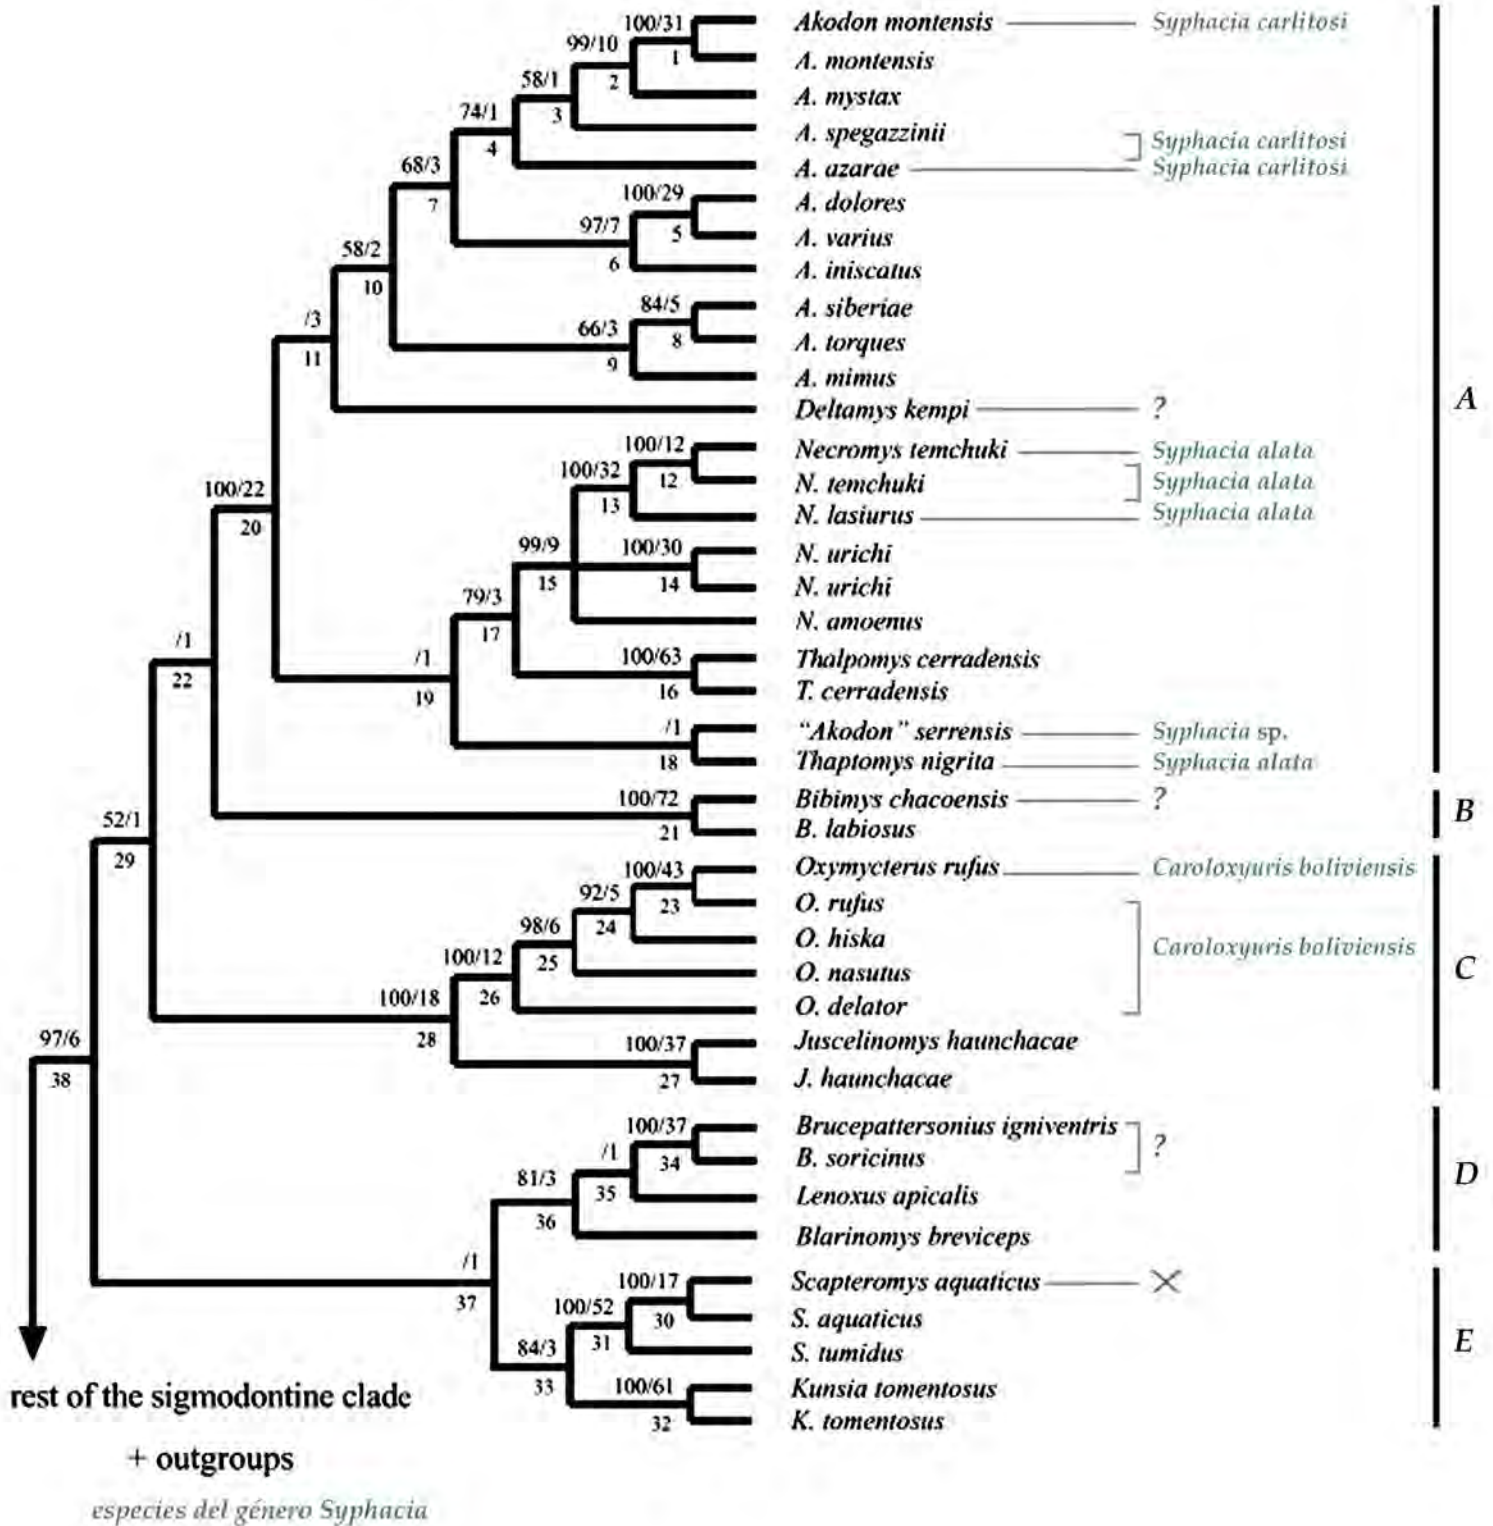 100/31 Akodon montensis Syphacia carlitosi
99/10 1 A. montensis
58/1 2 A. mystax
74/1 3 A. spegazzinii Syphacia carlitosi
68/3 4 A. azarae Syphacia carlitosi
100/29 A. dolores
7 97/7 5 A. varius
58/2 6 A. iniscatus
10 84/5 A. siberiae
/3 66/3 8 A. torques
11 9 A. mimus
Deltamys kempi ?
100/12 Necromys temchuki Syphacia alata
100/32 12 N. temchuki Syphacia alata
100/22 13 N. lasiurus Syphacia alata
20 99/9 100/30 N. urichi
15 14 N. urichi
79/3 N. amoenus
17
/1 /1 100/63 Thalpomys cerradensis
22 19 16 T. cerradensis
/1 "Akodon" serrensis Syphacia sp.
18 Thaptomys nigrita Syphacia alata
A
100/72 Bibimys chacoensis ?
52/1 21 B. labiosus
B
29 100/43 Oxymycterus rufus Caroloxyuris boliviensis
92/5 23 O. rufus
98/6 24 O. hiska Caroloxyuris boliviensis
100/12 25 O. nasutus
100/18 26 O. delator
97/6 28 100/37 Juscelinomys haunchacae
38 27 J. haunchacae
C
100/37 Brucepattersonius igniventris ?
/1 34 B. soricinus
81/3 35 Lenoxus apicalis
36 Blarinomys breviceps
D
/1 100/17 Scapteromys aquaticus
37 100/52 30 S. aquaticus
84/3 31 S. tumidus
33 100/61 Kunsia tomentosus
32 K. tomentosus
E
rest of the sigmodontine clade
+ outgroups
especies del género Syphacia